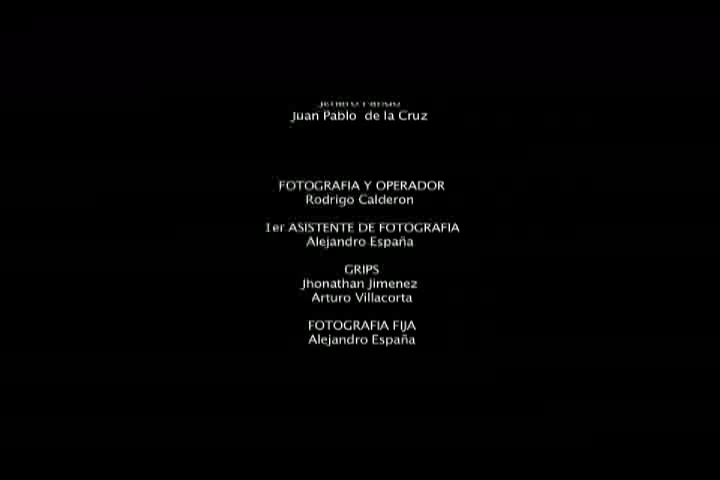 Juan Pablo de la Cruz
FOTOGRAFIA Y OPERADOR
Rodrigo Calderon
1er ASISTENTE DE FOTOGRAFIA
Alejandro España
GRIPS
Jhonathan Jimenez
Arturo Villacorta
FOTOGRAFIA FIJA
Alejandro España